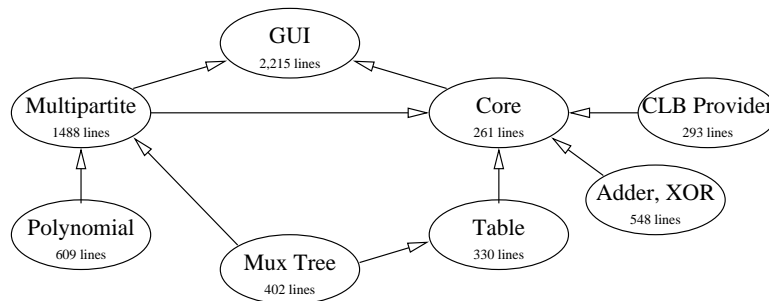 GUI
2,215 lines
Multipartite
1488 lines
Core
261 lines
CLB Provider
293 lines
Polynomial
609 lines
Mux Tree
402 lines
Table
330 lines
Adder, XOR
548 lines